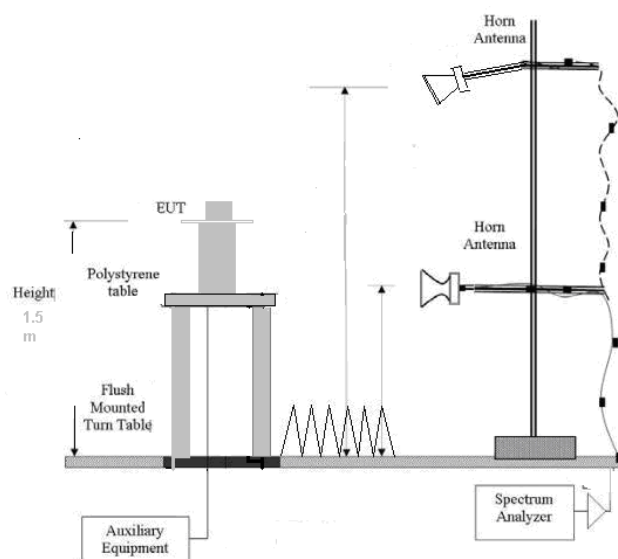 Horn
Antenna
EUT
Horn
Antenna
Polystyrene
table
Height
1.5
m
Flush
Mounted
Turn Table
Spectrum
Analyzer
Auxiliary
Equipment